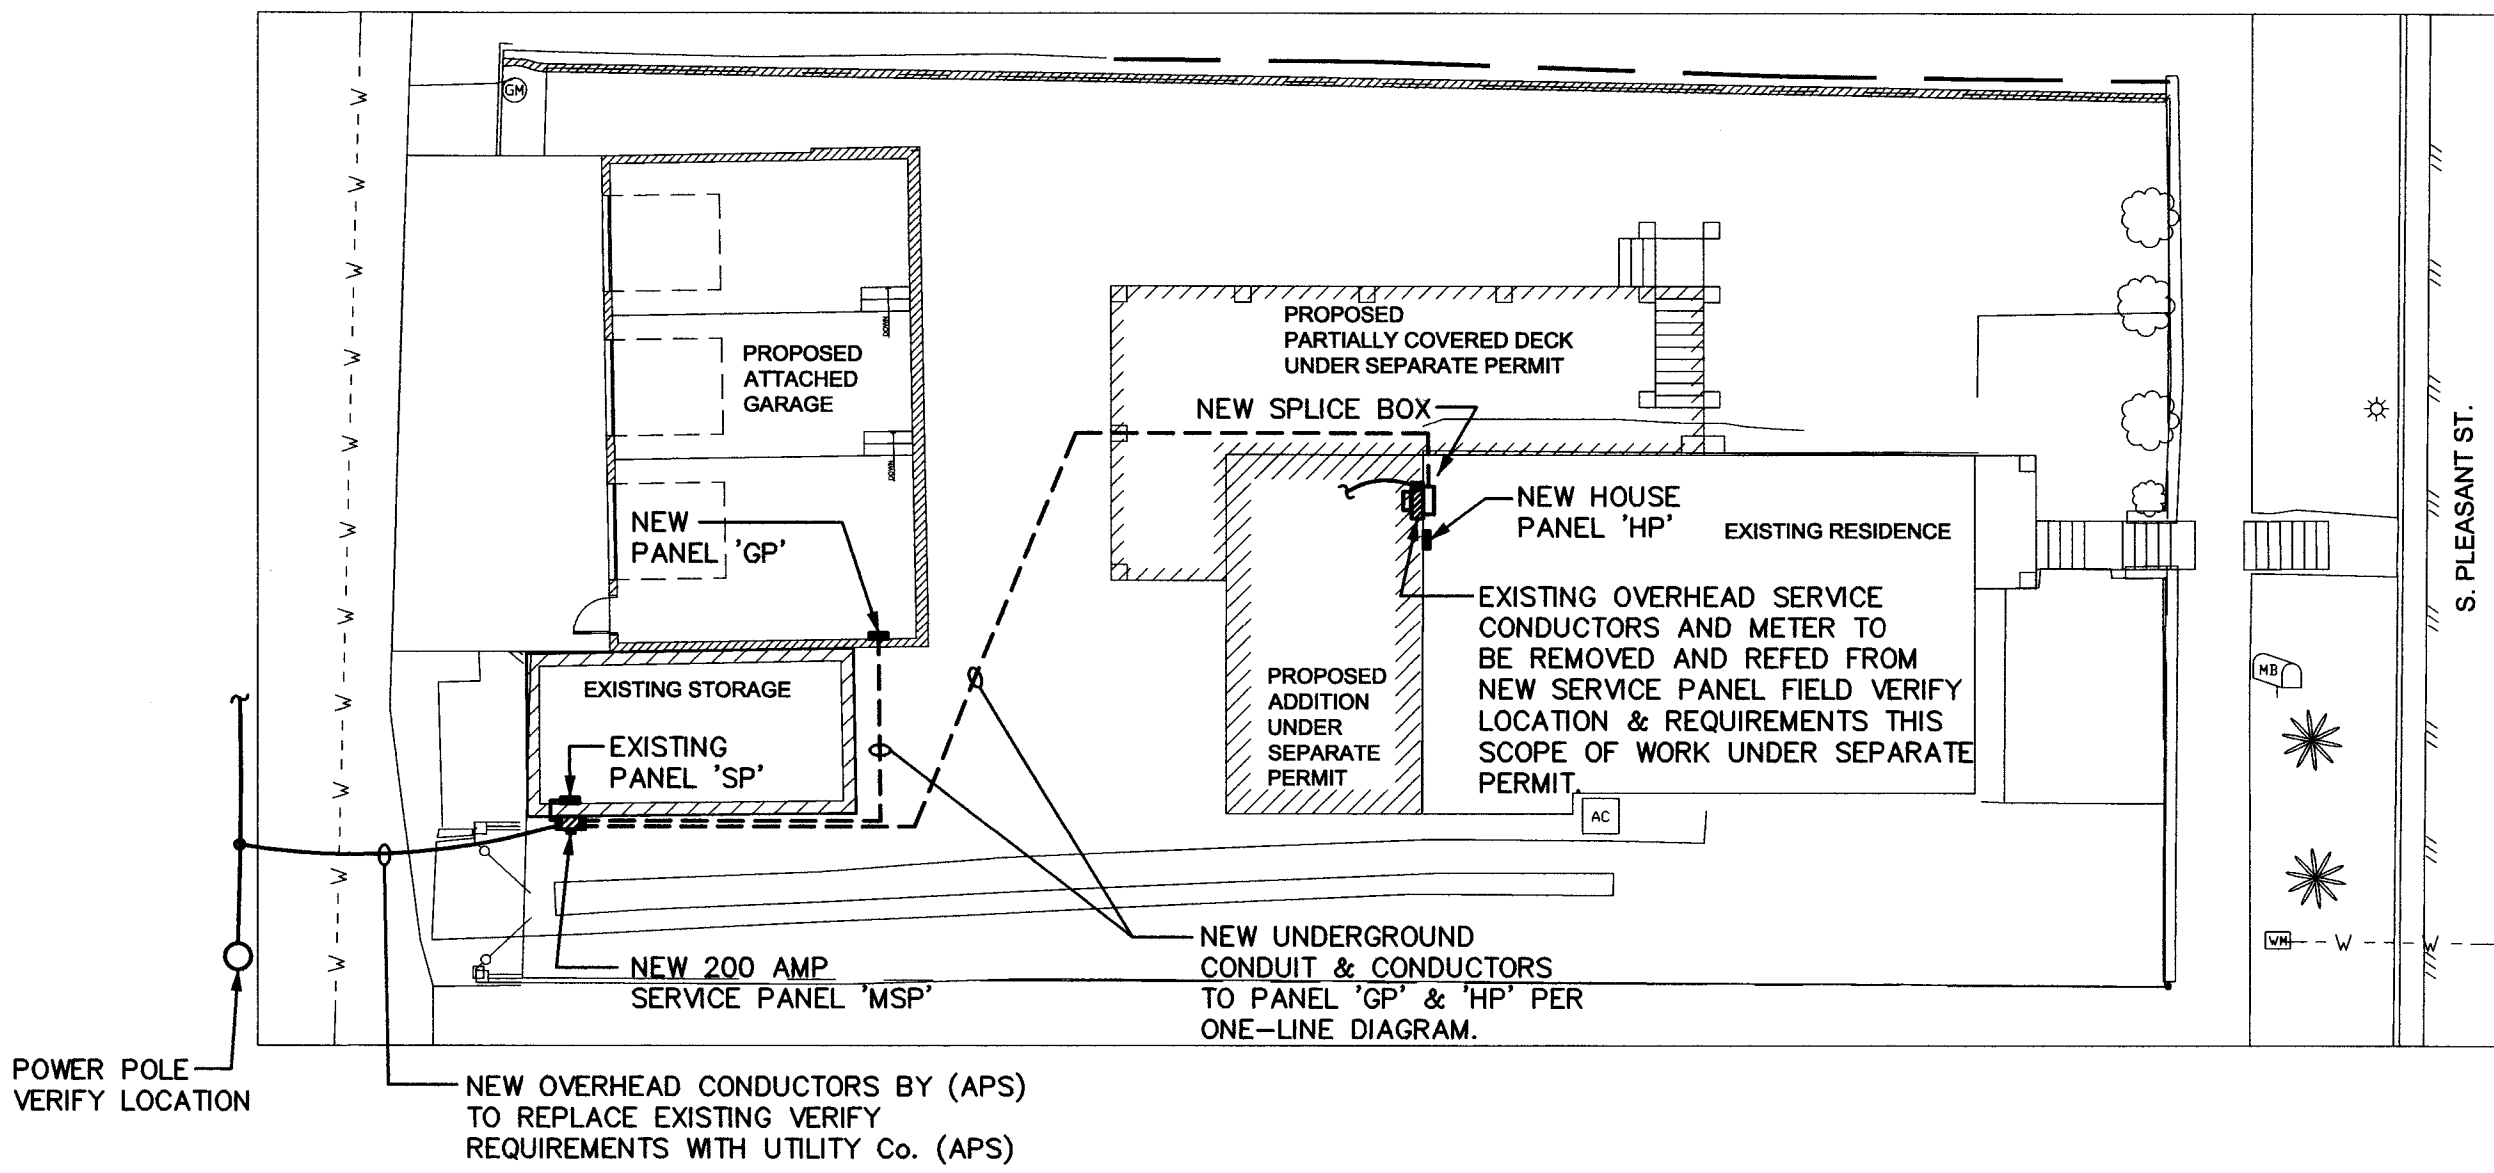 GM
PROPOSED
ATTACHED
GARAGE
DOWN
DOWN
NEW
PANEL 'GP'
EXISTING STORAGE
EXISTING
PANEL 'SP'
NEW 200 AMP
SERVICE PANEL 'MSP'
POWER POLE
VERIFY LOCATION
NEW OVERHEAD CONDUCTORS BY (APS)
TO REPLACE EXISTING VERIFY
REQUIREMENTS WITH UTILITY Co. (APS)
PROPOSED
PARTIALLY COVERED DECK
UNDER SEPARATE PERMIT
NEW SPLICE BOX
NEW HOUSE
PANEL 'HP'
EXISTING RESIDENCE
EXISTING OVERHEAD SERVICE
CONDUCTORS AND METER TO
BE REMOVED AND REFED FROM
NEW SERVICE PANEL FIELD VERIFY
LOCATION & REQUIREMENTS THIS
SCOPE OF WORK UNDER SEPARATE
PERMIT.
PROPOSED
ADDITION
UNDER
SEPARATE
PERMIT
AC
NEW UNDERGROUND
CONDUIT & CONDUCTORS
TO PANEL 'GP' & 'HP' PER
ONE-LINE DIAGRAM.
S. PLEASANT ST.
MB
WM
W
W
W
W
W
W
W
W
W
W
W
W
W